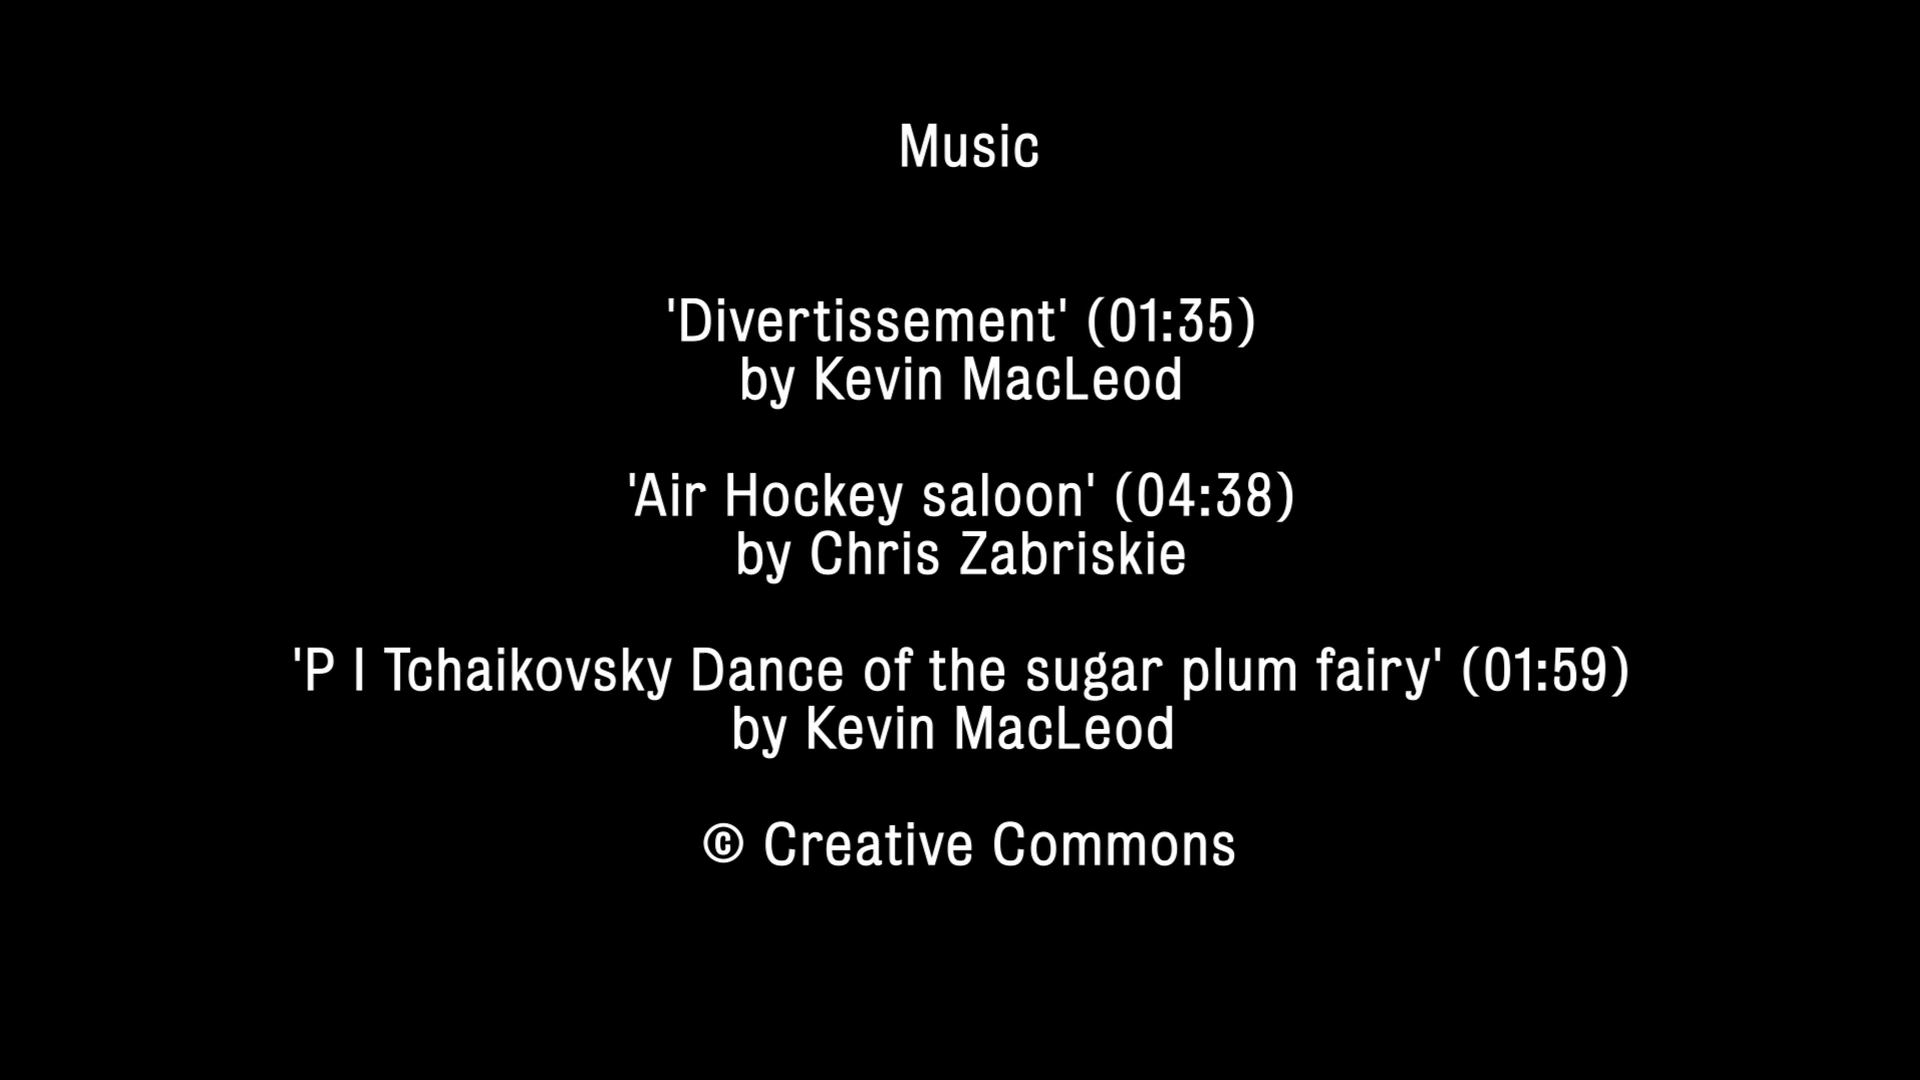 Music
'Divertissement' (01:35)
by Kevin MacLeod
'Air Hockey saloon' (04:38)
by Chris Zabriskie
'P I Tchaikovsky Dance of the sugar plum fairy' (01:59)
by Kevin MacLeod
© Creative Commons